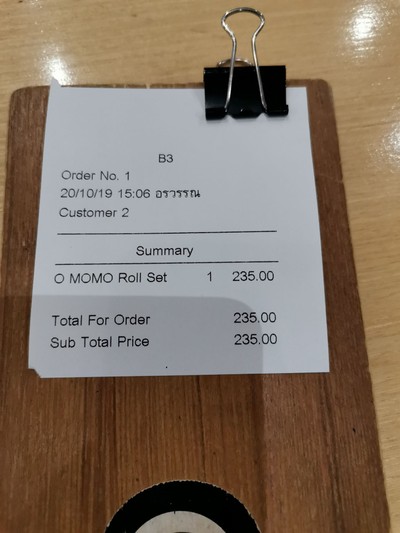 B3
Order No. 1
20/10/19 15:06 อรวรรณ
Customer 2
Summary
O MOMO Roll Set 1 235.00
Total For Order 235.00
Sub Total Price 235.00